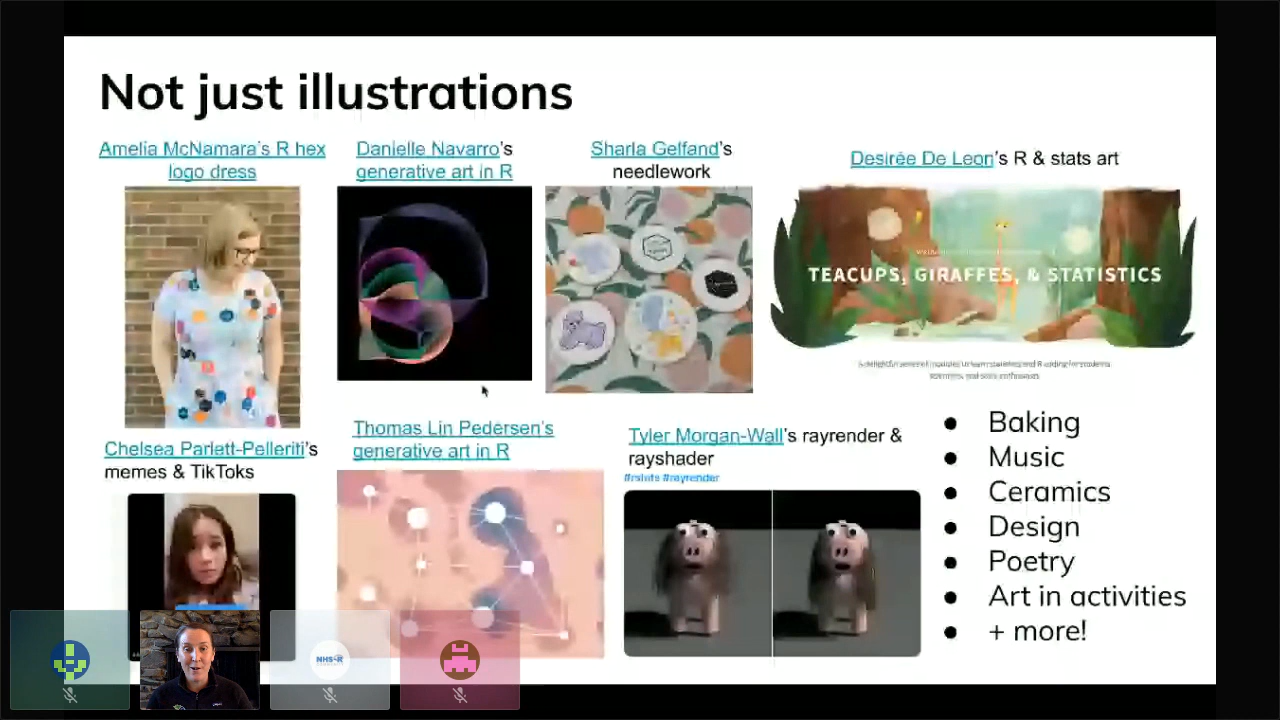 Not just illustrations
Amelia McNamara's R hex
logo dress
Danielle Navarro's
generative art in R
Sharla Gelfand's
needlework
Desirée De Leon's R & stats art
TEACUPS, GIRAFFES, & STATISTICS
Chelsea Parlett-Pelleriti's
memes & TikToks
Thomas Lin Pedersen's
generative art in R
Tyler Morgan-Wall's rayrender &
rayshader
#rstats #rayrender
Baking
Music
Ceramics
Design
Poetry
Art in activities
+ more!
NHS-R